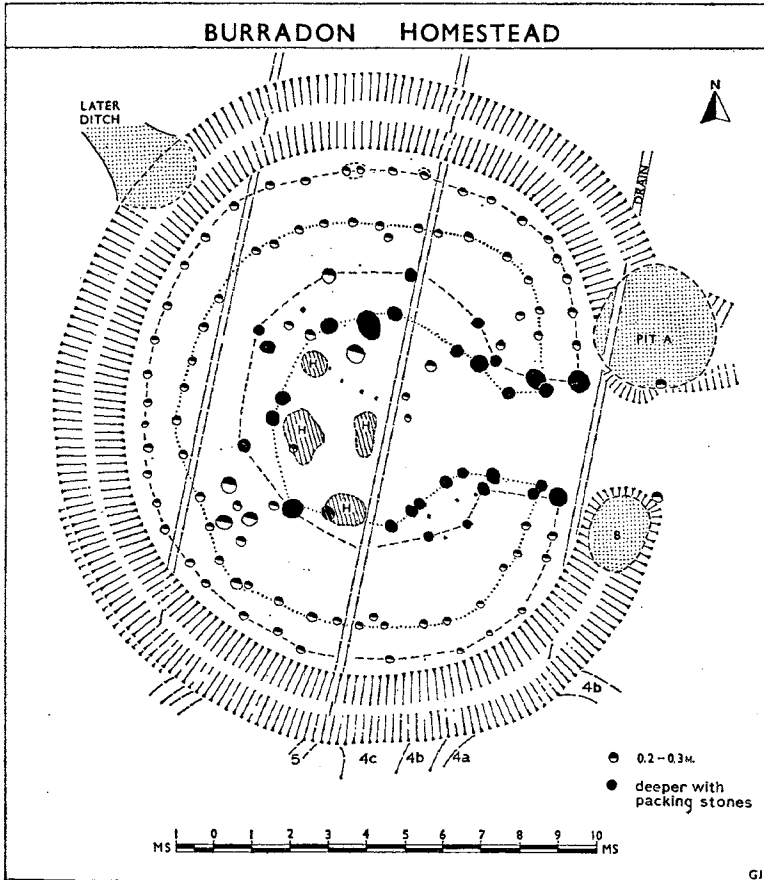 BURRADON HOMESTEAD
N
LATER
DITCH
DRAIN
PIT A
H
H
H
H
B
4b
5
4c
4b
4a
0.2-0.3 M.
deeper with
packing stones
1 0 1 2 3 4 5 6 7 8 9 10
MS MS
GJ